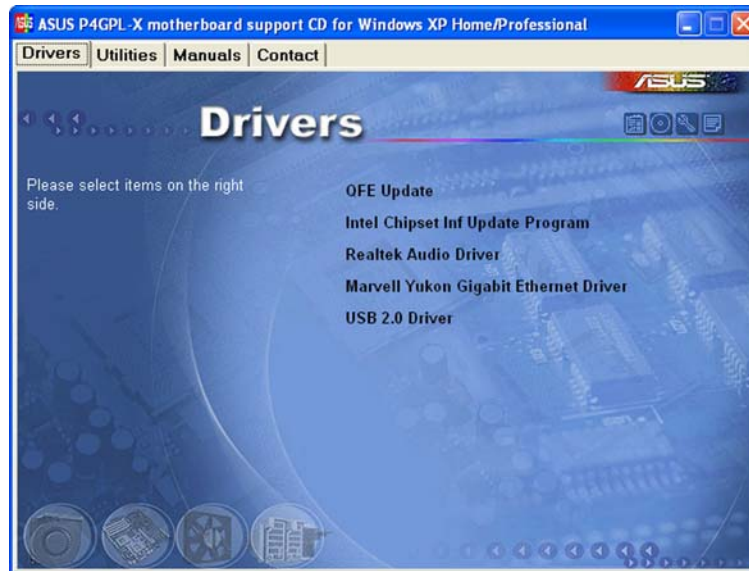 ASUS P4GPL-X motherboard support CD for Windows XP Home/Professional
Drivers Utilities Manuals Contact
ASUS
Drivers
Please select items on the right
side.
QFE Update
Intel Chipset Inf Update Program
Realtek Audio Driver
Marvell Yukon Gigabit Ethernet Driver
USB 2.0 Driver